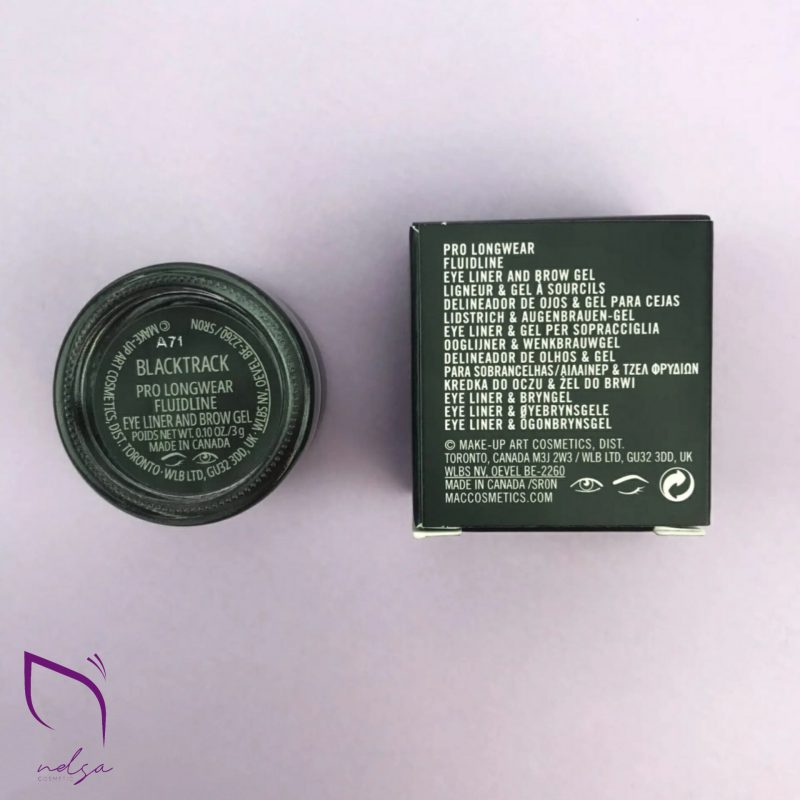 A71
BLACKTRACK
PRO LONGWEAR
FLUIDLINE
EYE LINER AND BROW GEL
POIDS NET WT. 0.10 OZ./3 g
MADE IN CANADA
© MAKE-UP ART COSMETICS, DIST. TORONTO · WLB LTD, GU32 3DD, UK · WLBS NV, OEVEL BE-2260 /SRON
PRO LONGWEAR
FLUIDLINE
EYE LINER AND BROW GEL
LIGNEUR & GEL À SOURCILS
DELINEADOR DE OJOS & GEL PARA CEJAS
LIDSTRICH & AUGENBRAUEN-GEL
EYE LINER & GEL PER SOPRACCIGLIA
OOGLIJNER & WENKBRAUWGEL
DELINEADOR DE OLHOS & GEL
PARA SOBRANCELHAS/ΑΙΛΑΙΝΕΡ & ΤΖΕΛ ΦΡΥΔΙΩΝ
KREDKA DO OCZU & ŻEL DO BRWI
EYE LINER & BRYNGEL
EYE LINER & ØYEBRYNSGELE
EYE LINER & ÖGONBRYNSGEL
© MAKE-UP ART COSMETICS, DIST.
TORONTO, CANADA M3J 2W3 / WLB LTD, GU32 3DD, UK
WLBS NV. OEVEL BE-2260
MADE IN CANADA /SRON
MACCOSMETICS.COM
nelsa
COSMETIC